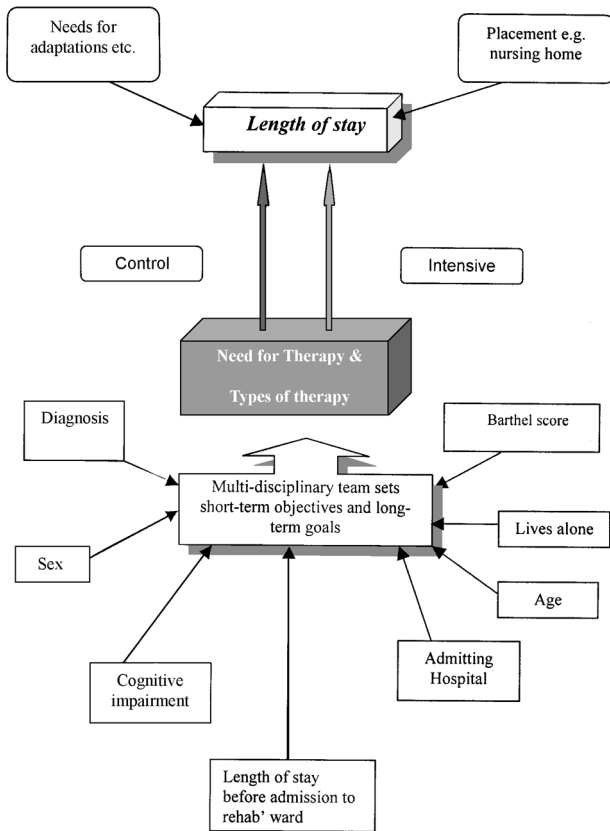 Needs for
adaptations etc.
Placement e.g.
nursing home
Length of stay
Control
Intensive
Need for Therapy &
Types of therapy
Diagnosis
Barthel score
Multi-disciplinary team sets
short-term objectives and long-
term goals
Lives alone
Sex
Age
Cognitive
impairment
Admitting
Hospital
Length of stay
before admission to
rehab' ward